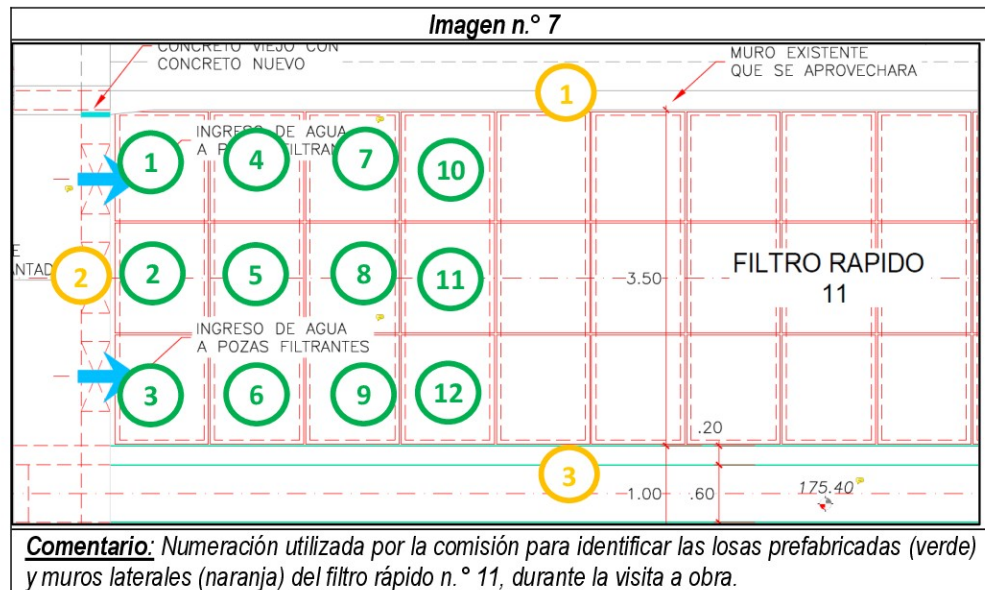 Imagen n.° 7
CONCRETO VIEJO CON
CONCRETO NUEVO
MURO EXISTENTE
QUE SE APROVECHARA
1
INGRESO DE AGUA
1
4
7
10
2
2
5
8
11
3.50
FILTRO RAPIDO
11
INGRESO DE AGUA
A POZAS FILTRANTES
3
6
9
12
.20
3
1.00
.60
175.40
Comentario: Numeración utilizada por la comisión para identificar las losas prefabricadas (verde)
y muros laterales (naranja) del filtro rápido n.° 11, durante la visita a obra.